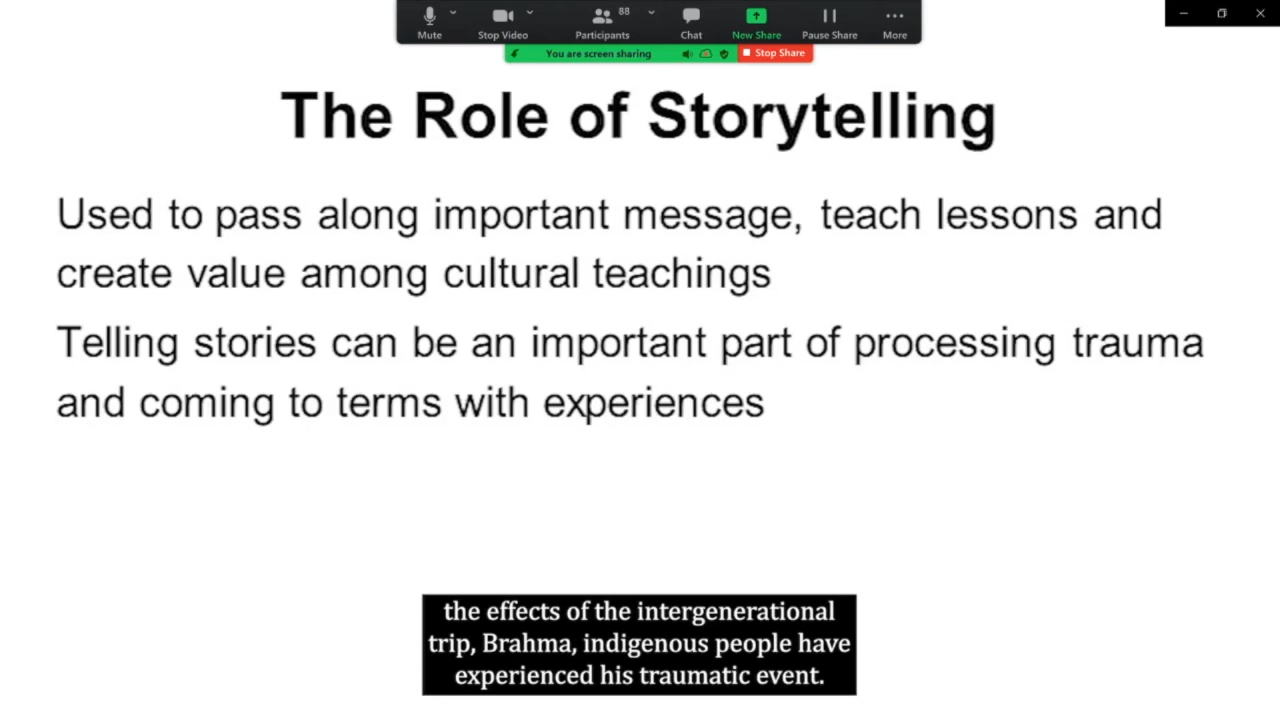 88
Mute
Stop Video
Participants
Chat
New Share
Pause Share
More
You are screen sharing
Stop Share
The Role of Storytelling
Used to pass along important message, teach lessons and
create value among cultural teachings
Telling stories can be an important part of processing trauma
and coming to terms with experiences
the effects of the intergenerational
trip, Brahma, indigenous people have
experienced his traumatic event.